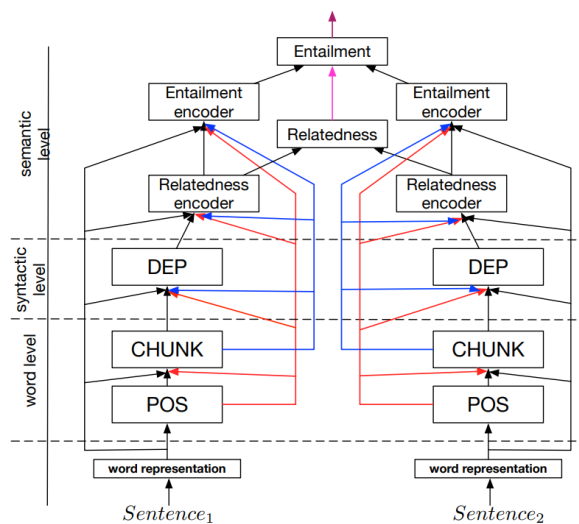 Entailment
Entailment
encoder
Entailment
encoder
Relatedness
semantic
level
Relatedness
encoder
Relatedness
encoder
syntactic
level
DEP
DEP
word level
CHUNK
CHUNK
POS
POS
word representation
word representation
Sentence₁
Sentence₂